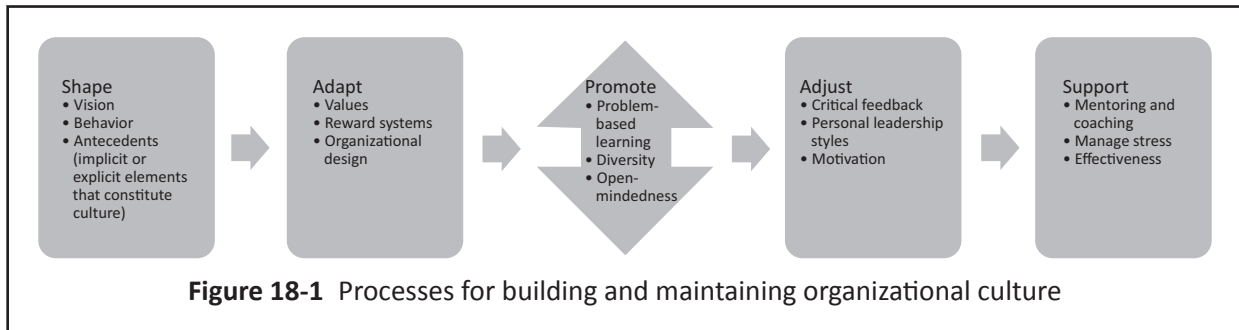 Shape
• Vision
• Behavior
• Antecedents
(implicit or
explicit elements
that constitute
culture)
Adapt
• Values
• Reward systems
• Organizational
design
Promote
• Problem-
based
learning
• Diversity
• Open-
mindedness
Adjust
• Critical feedback
• Personal leadership
styles
• Motivation
Support
• Mentoring and
coaching
• Manage stress
• Effectiveness
Figure 18-1 Processes for building and maintaining organizational culture